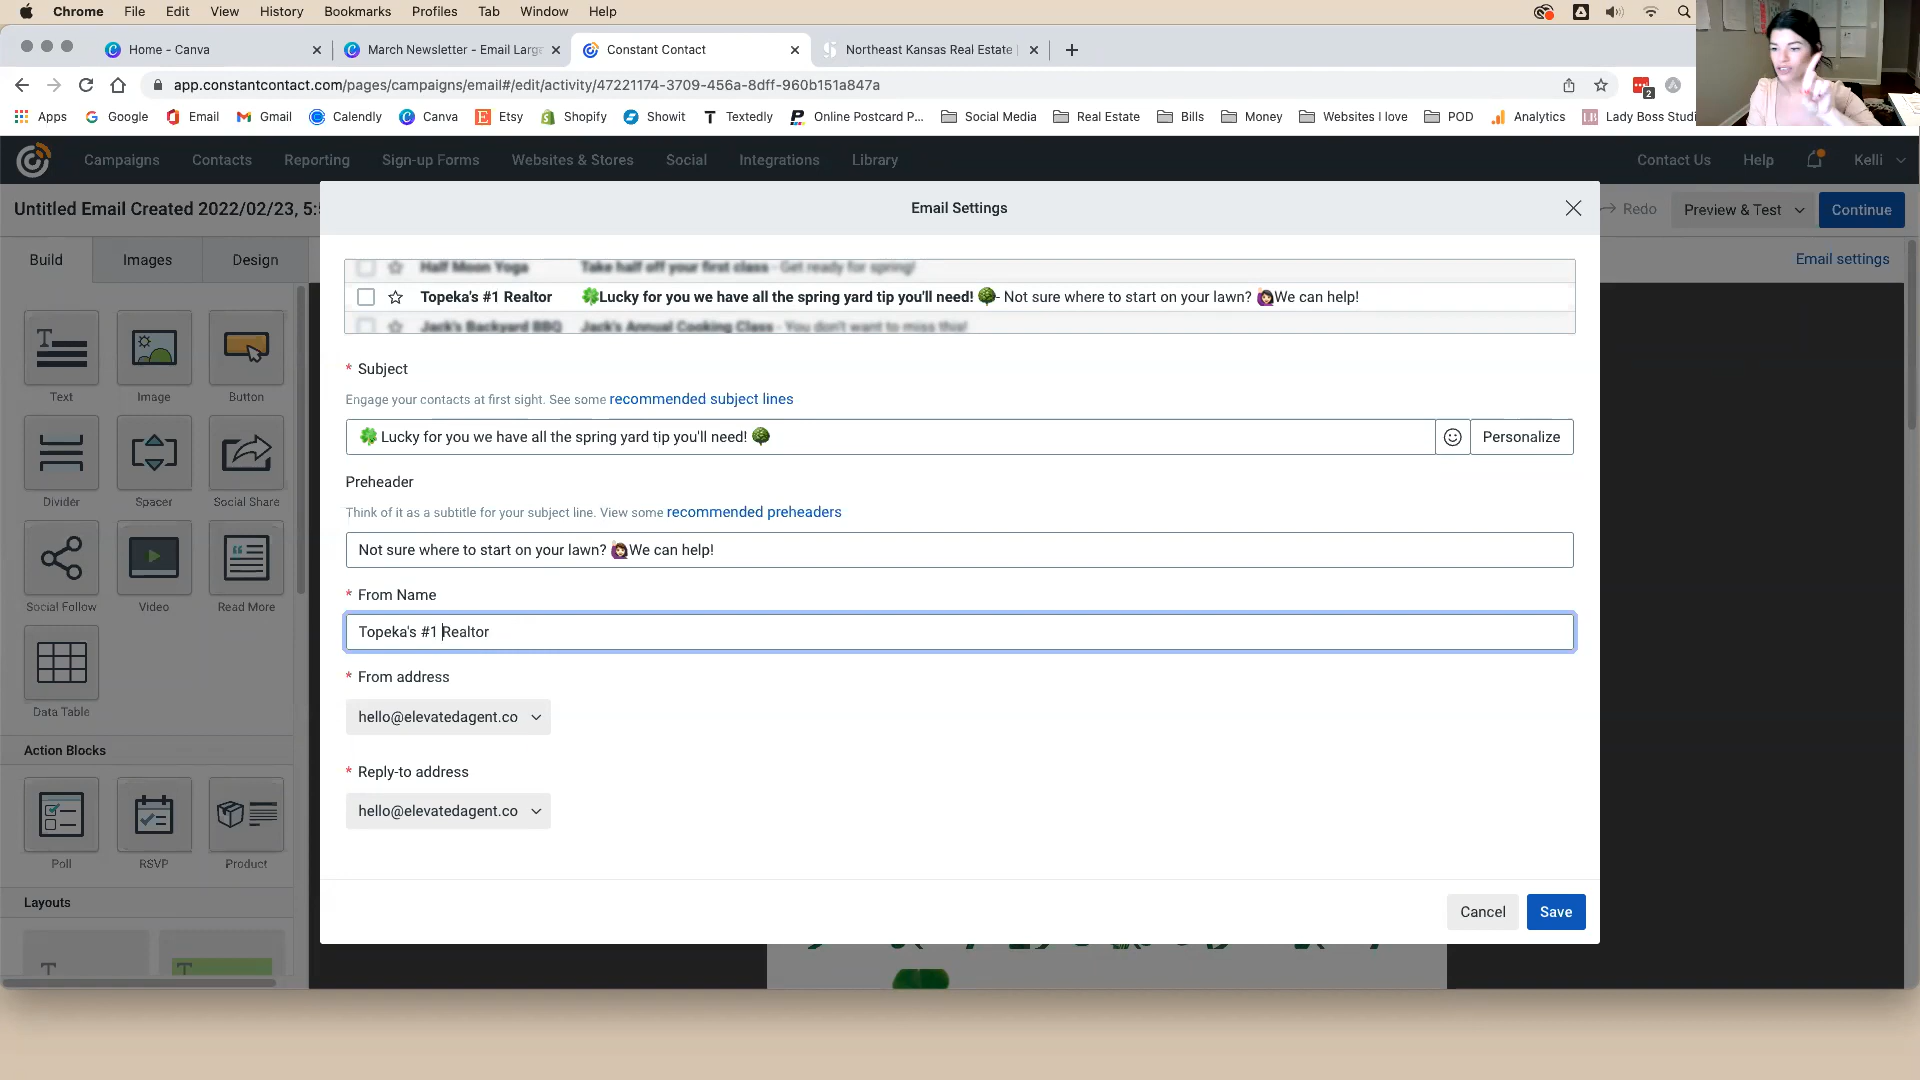 Chrome File Edit View History Bookmarks Profiles Tab Window Help
Home - Canva
March Newsletter - Email Large
Constant Contact
Northeast Kansas Real Estate |
app.constantcontact.com/pages/campaigns/email#/edit/activity/47221174-3709-456a-8dff-960b151a847a
2
Apps Google Email Gmail Calendly Canva Etsy Shopify Showit Textedly Online Postcard P... Social Media Real Estate Bills Money Websites I love POD Analytics Lady Boss Studi
Campaigns Contacts Reporting Sign-up Forms Websites & Stores Social Integrations Library Contact Us Help Kelli
Untitled Email Created 2022/02/23, 5:5
Email Settings
Redo Preview & Test Continue
Build Images Design
Email settings
Half Moon Yoga Take half off your first class - Get ready for spring!
Topeka's #1 Realtor 🍀Lucky for you we have all the spring yard tip you'll need! 🌳- Not sure where to start on your lawn? 🙋🏻‍♀️We can help!
Jack's Backyard BBQ Jack's Annual Cooking Class - You don't want to miss this!
* Subject
Engage your contacts at first sight. See some recommended subject lines
🍀Lucky for you we have all the spring yard tip you'll need! 🌳
Personalize
Preheader
Think of it as a subtitle for your subject line. View some recommended preheaders
Not sure where to start on your lawn? 🙋🏻‍♀️We can help!
* From Name
Topeka's #1 Realtor
* From address
hello@elevatedagent.co
* Reply-to address
hello@elevatedagent.co
Cancel Save
Text Image Button
Divider Spacer Social Share
Social Follow Video Read More
Data Table
Action Blocks
Poll RSVP Product
Layouts